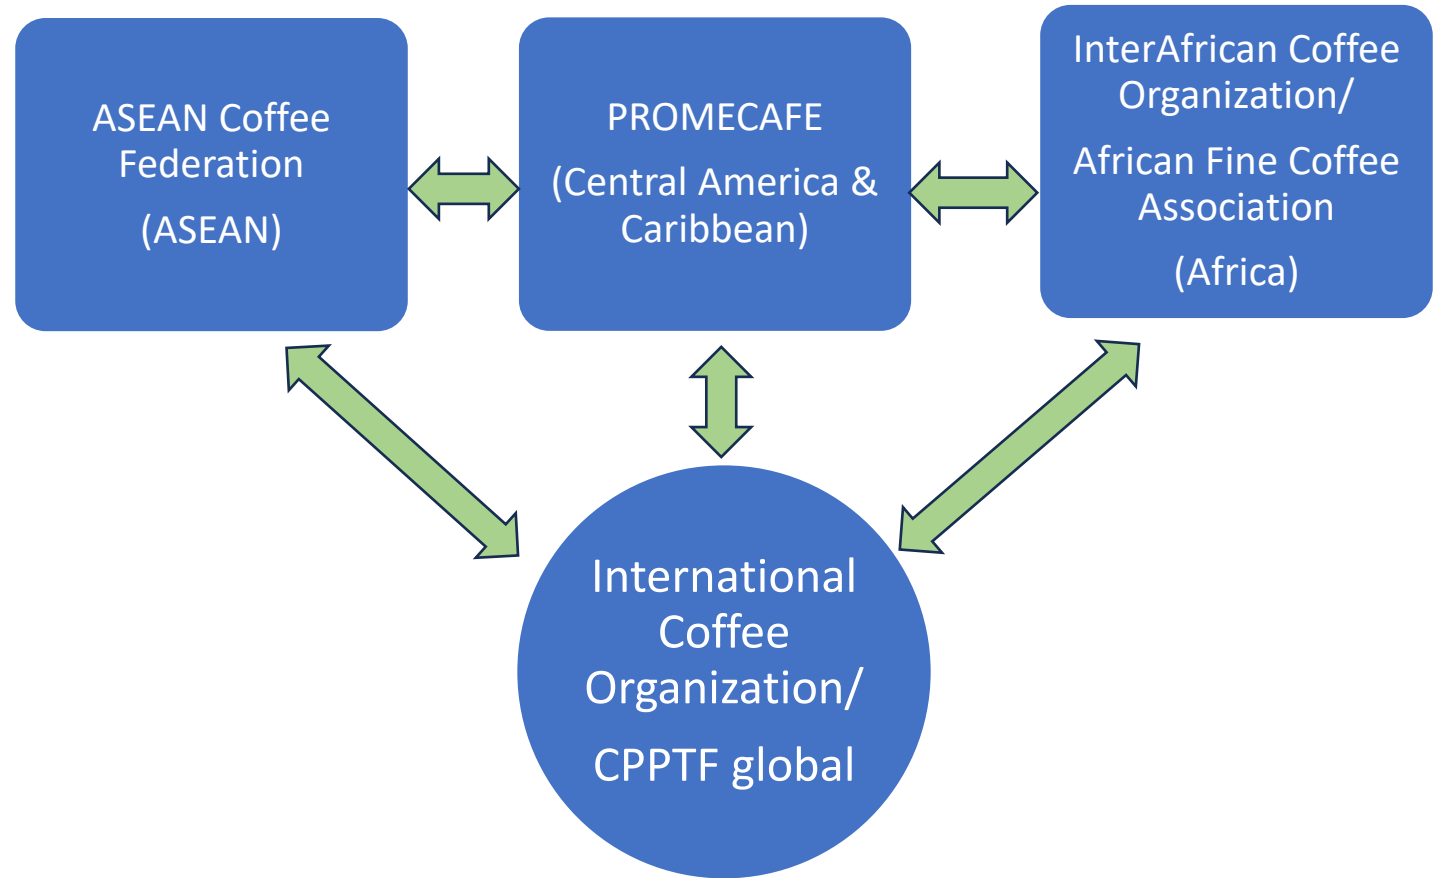 ASEAN Coffee
Federation
(ASEAN)
PROMECAFE
(Central America &
Caribbean)
InterAfrican Coffee
Organization/
African Fine Coffee
Association
(Africa)
International
Coffee
Organization/
CPPTF global